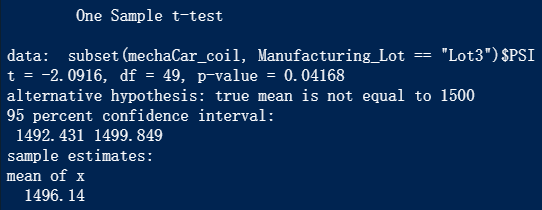 One Sample t-test
data:  subset(mechaCar_coil, Manufacturing_Lot == "Lot3")$PSI
t = -2.0916, df = 49, p-value = 0.04168
alternative hypothesis: true mean is not equal to 1500
95 percent confidence interval:
1492.431 1499.849
sample estimates:
mean of x
1496.14